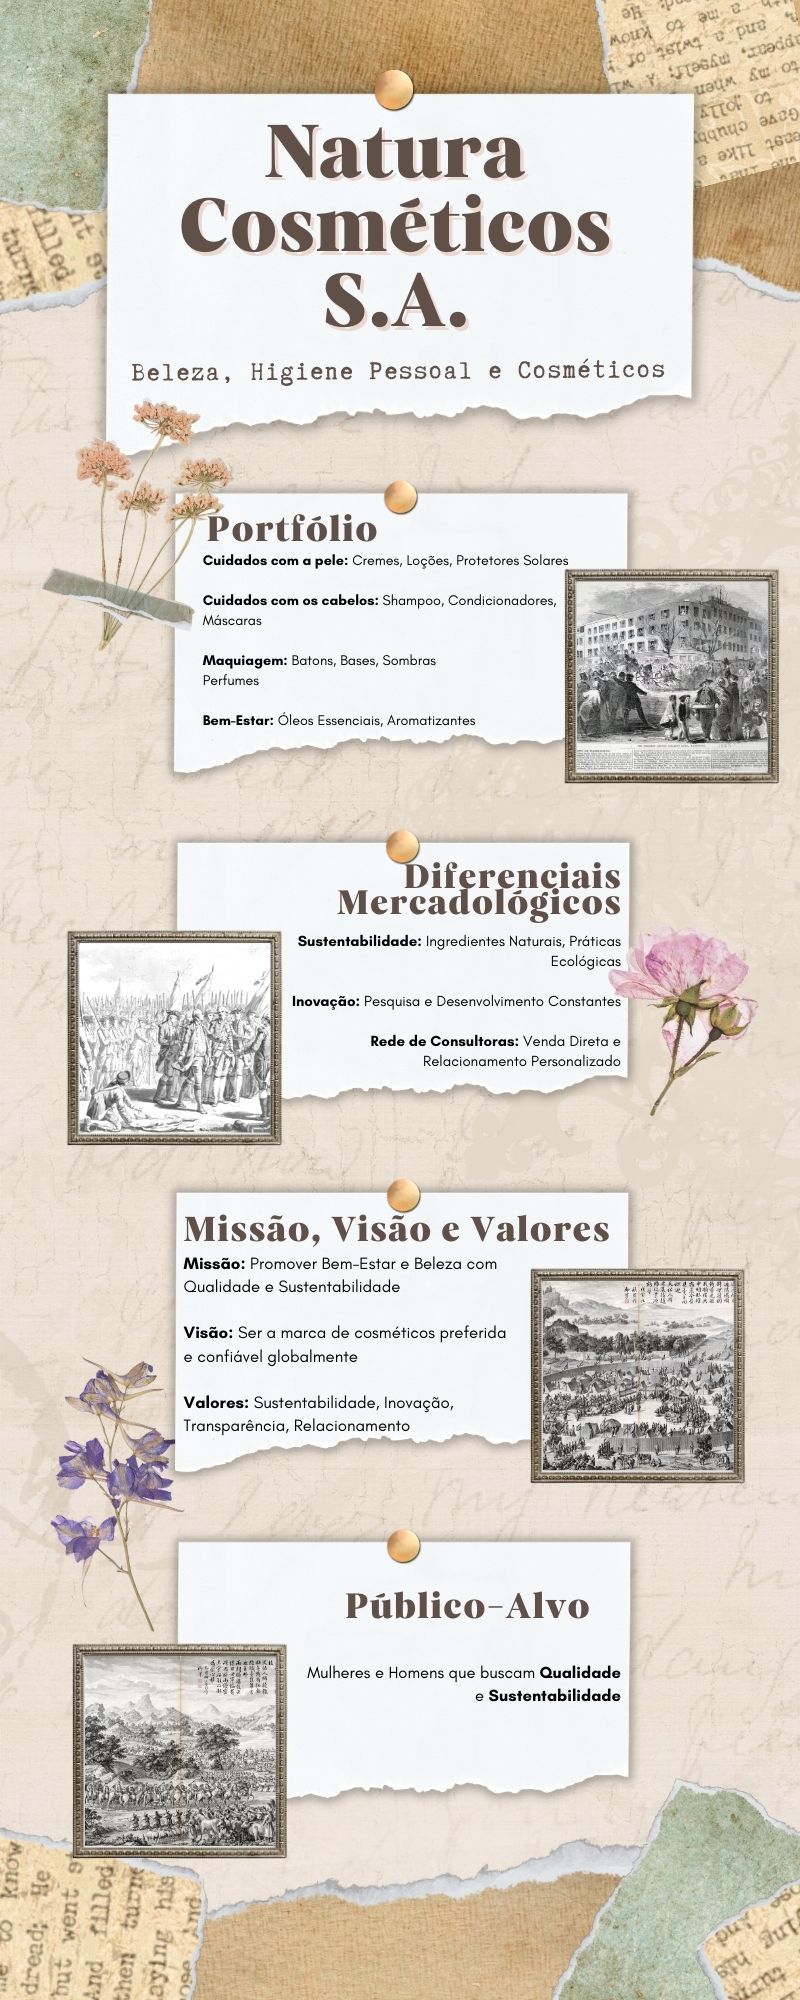 Natura
Cosméticos
S.A.
Beleza, Higiene Pessoal e Cosméticos
Portfólio
Cuidados com a pele: Cremes, Loções, Protetores Solares
Cuidados com os cabelos: Shampoo, Condicionadores,
Máscaras
Maquiagem: Batons, Bases, Sombras
Perfumes
Bem-Estar: Óleos Essenciais, Aromatizantes
Diferenciais
Mercadológicos
Sustentabilidade: Ingredientes Naturais, Práticas
Ecológicas
Inovação: Pesquisa e Desenvolvimento Constantes
Rede de Consultoras: Venda Direta e
Relacionamento Personalizado
Missão, Visão e Valores
Missão: Promover Bem-Estar e Beleza com
Qualidade e Sustentabilidade
Visão: Ser a marca de cosméticos preferida
e confiável globalmente
Valores: Sustentabilidade, Inovação,
Transparência, Relacionamento
Público-Alvo
Mulheres e Homens que buscam Qualidade
e Sustentabilidade